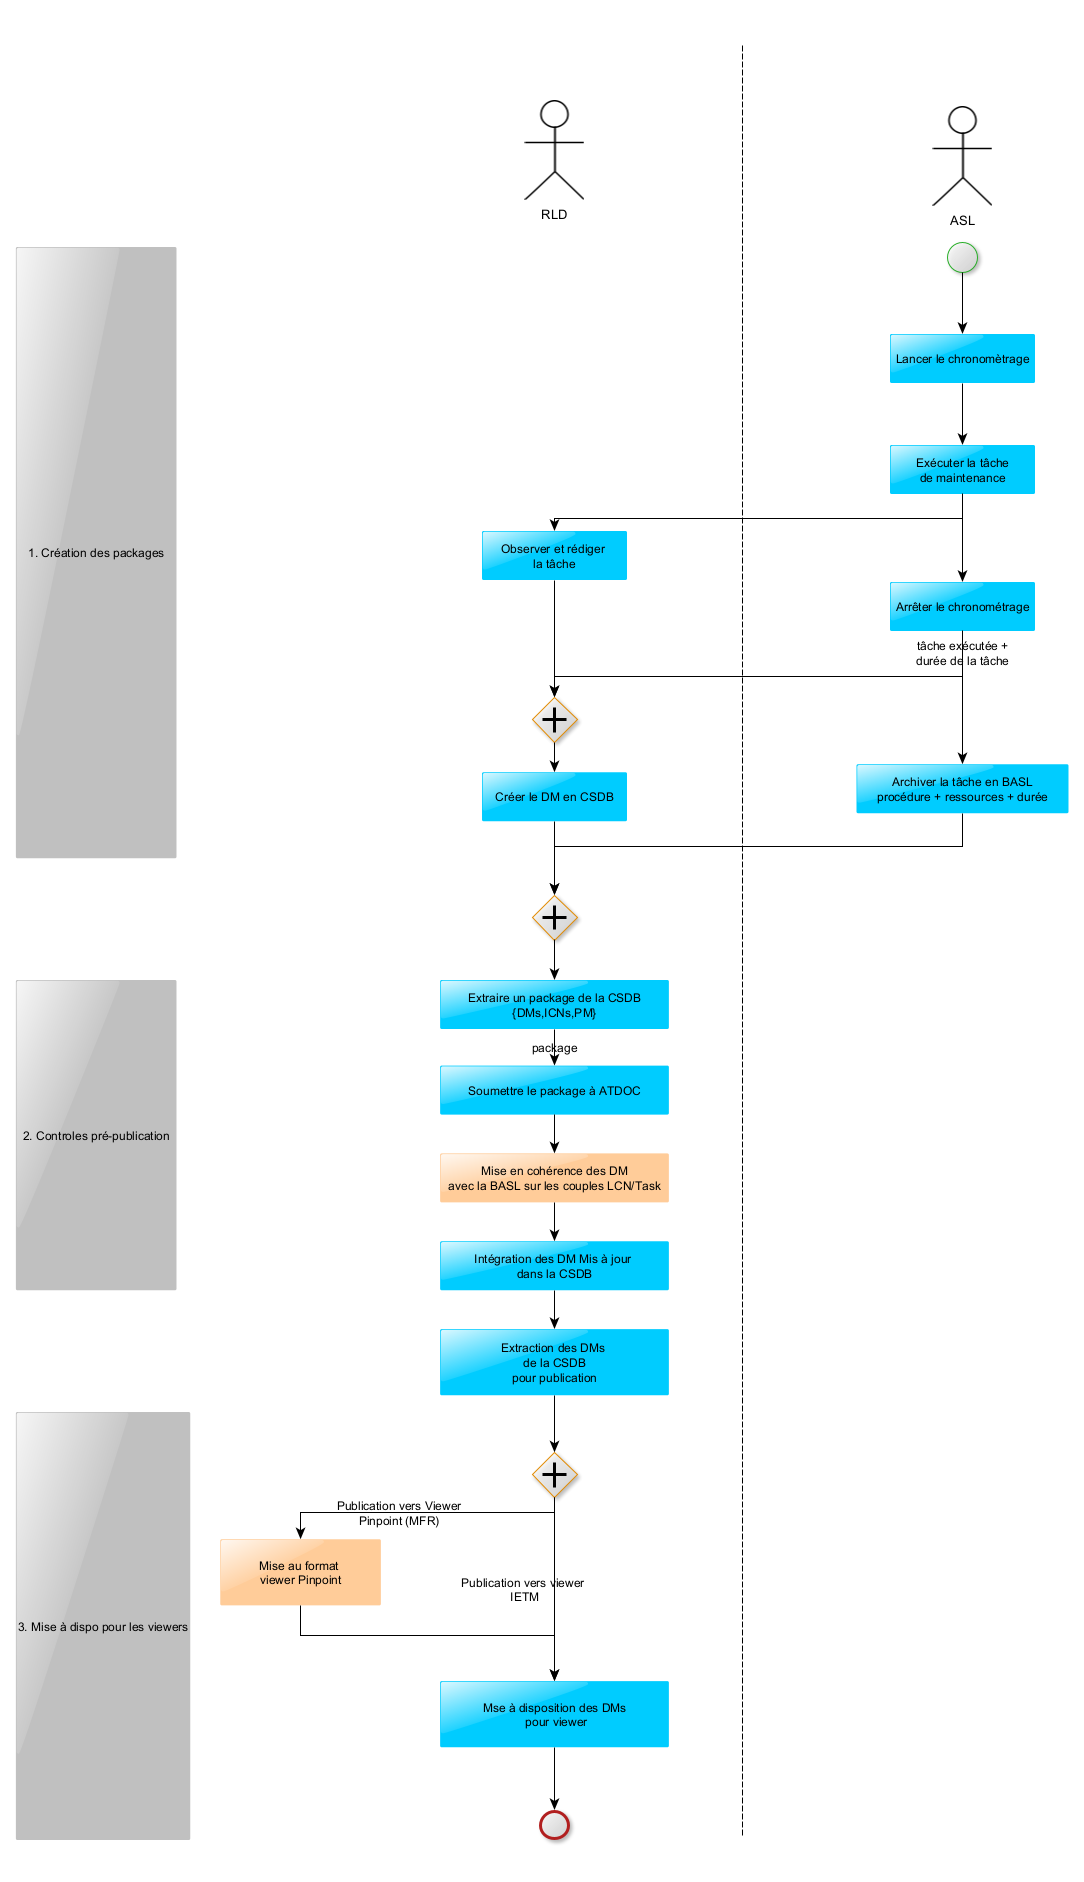 RLD
ASL
Lancer le chronomètrage
Exécuter la tâche
de maintenance
Observer et rédiger
la tâche
1. Création des packages
Arrêter le chronométrage
tâche exécutée +
durée de la tâche
Créer le DM en CSDB
Archiver la tâche en BASL
procédure + ressources + durée
Extraire un package de la CSDB
{DMs,ICNs,PM}
package
Soumettre le package à ATDOC
2. Controles pré-publication
Mise en cohérence des DM
avec la BASL sur les couples LCN/Task
Intégration des DM Mis à jour
dans la CSDB
Extraction des DMs
de la CSDB
pour publication
Publication vers Viewer
Pinpoint (MFR)
Mise au format
viewer Pinpoint
Publication vers viewer
IETM
3. Mise à dispo pour les viewers
Mse à disposition des DMs
pour viewer